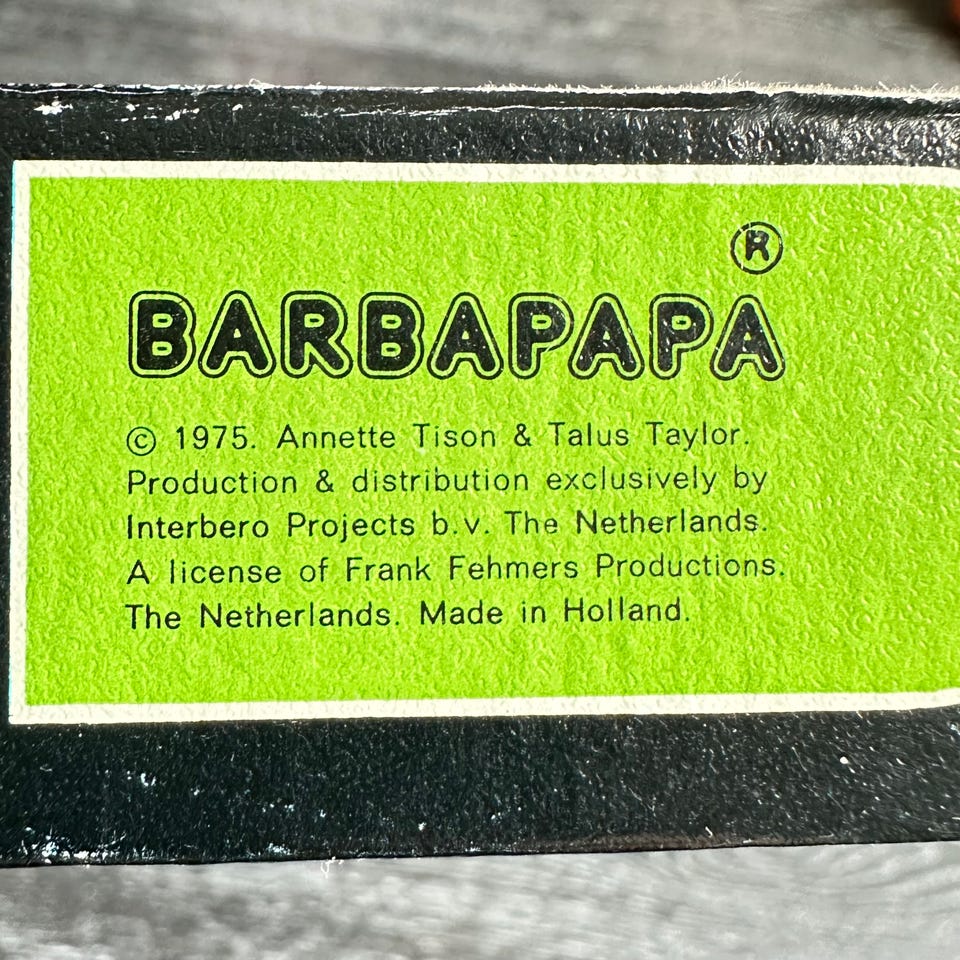 ®
BARBAPAPA
© 1975. Annette Tison & Talus Taylor.
Production & distribution exclusively by
Interbero Projects b.v. The Netherlands.
A license of Frank Fehmers Productions.
The Netherlands. Made in Holland.